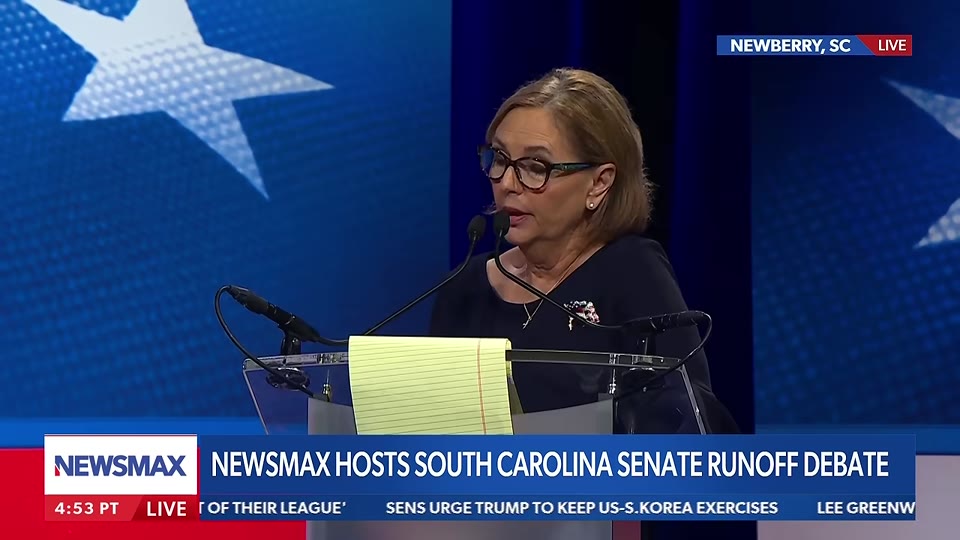 NEWBERRY, SC LIVE
NEWSMAX
NEWSMAX HOSTS SOUTH CAROLINA SENATE RUNOFF DEBATE
4:53 PT LIVE T OF THEIR LEAGUE' SENS URGE TRUMP TO KEEP US-S.KOREA EXERCISES LEE GREENW